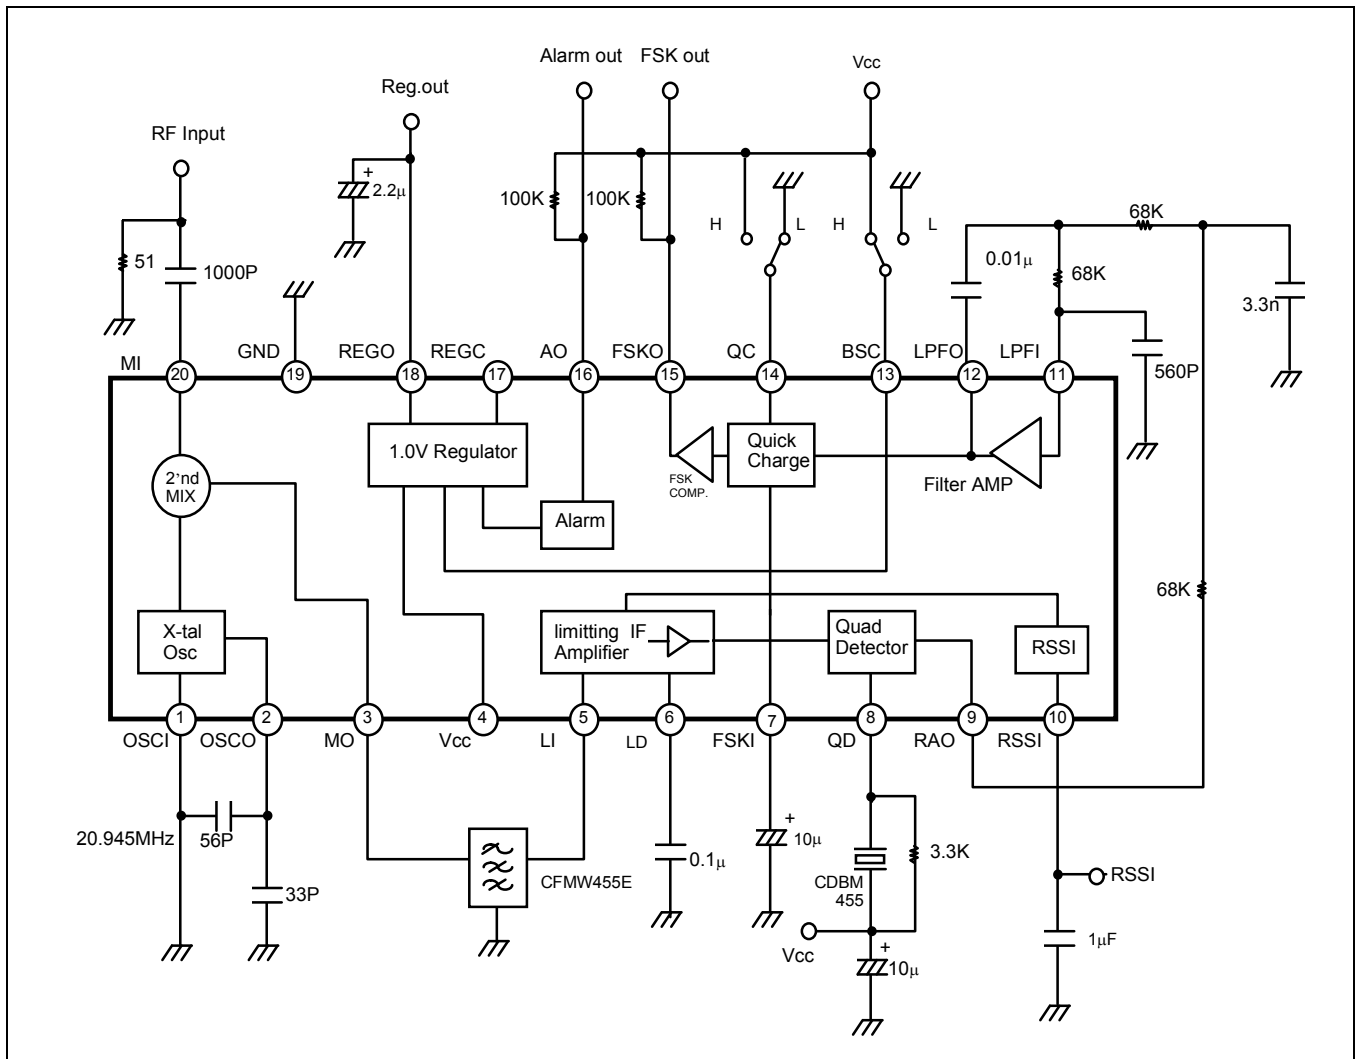 Alarm out
FSK out
Vcc
Reg.out
RF Input
+
2.2μ
100K
100K
H
L
H
L
68K
51
1000P
0.01μ
68K
3.3n
MI
GND
REGO
REGC
AO
FSKO
QC
BSC
LPFO
LPFI
560P
20
19
18
17
16
15
14
13
12
11
1.0V Regulator
FSK
COMP.
Quick
Charge
Filter AMP
2'nd
MIX
Alarm
68K
X-tal
Osc
limitting IF
Amplifier
Quad
Detector
RSSI
1
2
3
4
5
6
7
8
9
10
OSCI
OSCO
MO
Vcc
LI
LD
FSKI
QD
RAO
RSSI
20.945MHz
56P
33P
CFMW455E
0.1μ
+
10μ
CDBM
455
3.3K
RSSI
Vcc
+
10μ
1μF